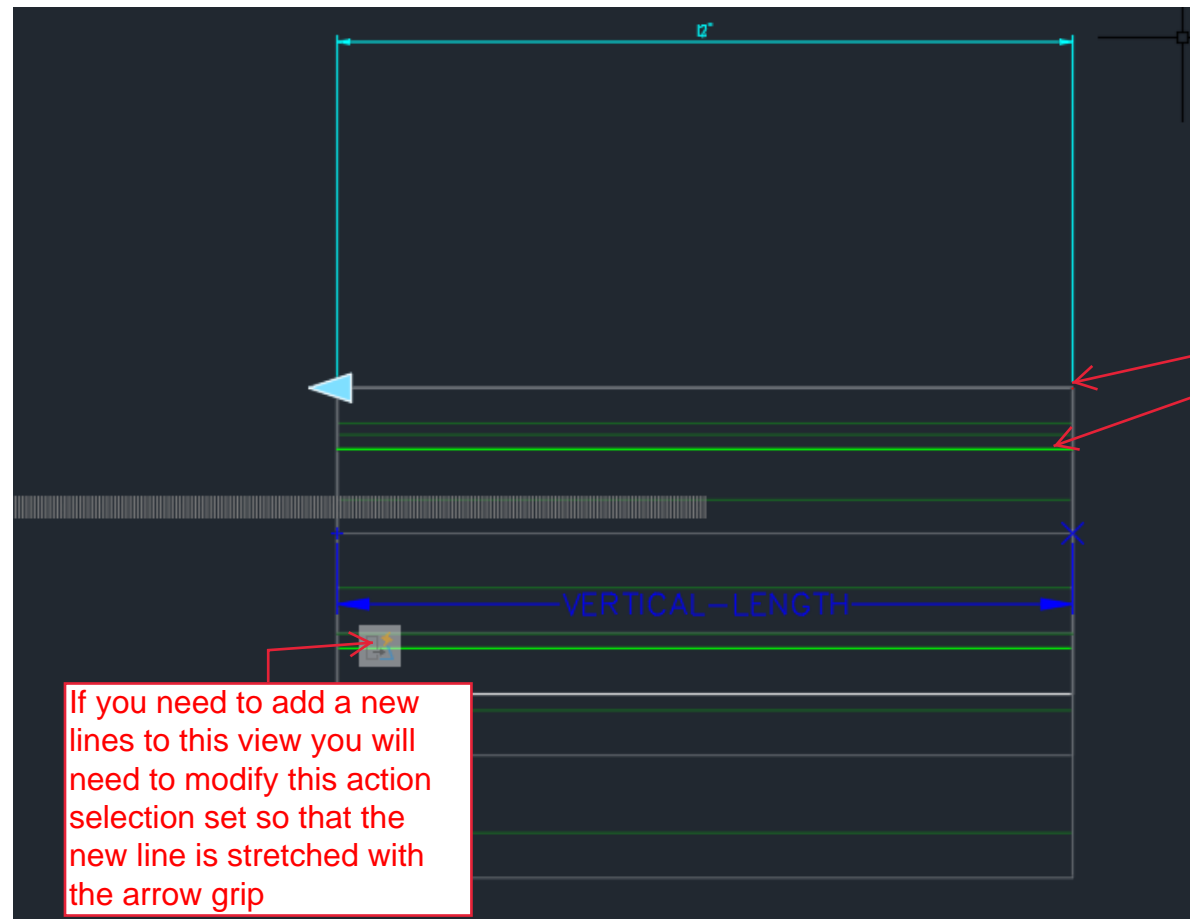 12"
VERTICAL-LENGTH
If you need to add a new
lines to this view you will
need to modify this action
selection set so that the
new line is stretched with
the arrow grip